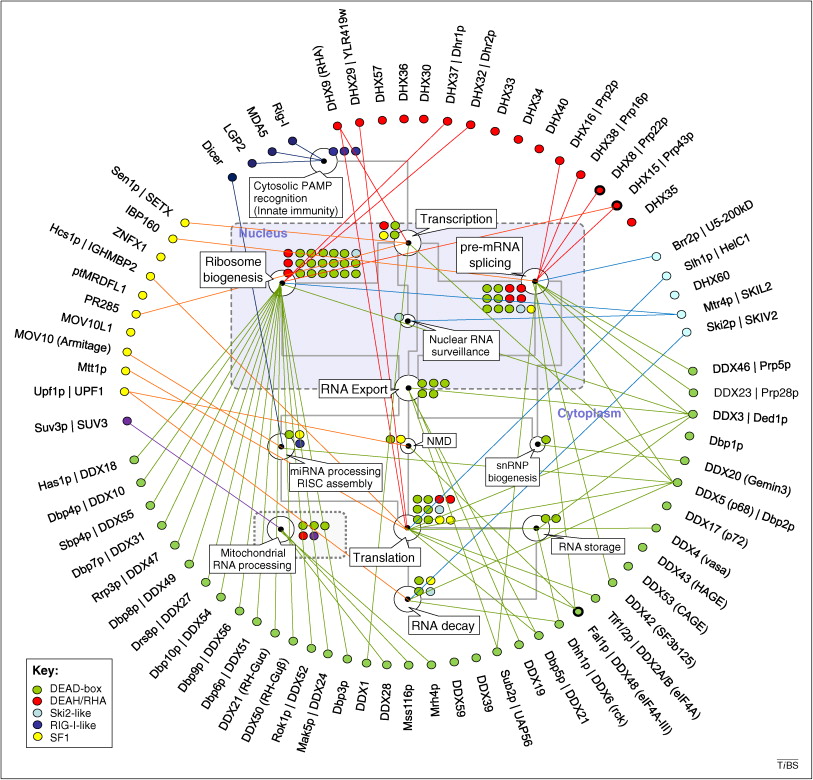 Dicer
LGP2
MDA5
Rig-I
DHX9 (RHA)
DHX29 | YLR419w
DHX57
DHX36
DHX30
DHX37 | Dhr1p
DHX32 | Dhr2p
DHX33
DHX34
DHX40
DHX16 | Prp2p
DHX38 | Prp16p
DHX8 | Prp22p
DHX15 | Prp43p
DHX35
Brr2p | U5-200kD
Slh1p | HelC1
DHX60
Mtr4p | SKIL2
Ski2p | SKIV2
DDX46 | Prp5p
DDX23 | Prp28p
DDX3 | Ded1p
Dbp1p
DDX20 (Gemin3)
DDX5 (p68) | Dbp2p
DDX17 (p72)
DDX4 (vasa)
DDX43 (HAGE)
DDX53 (CAGE)
DDX42 (SF3b125)
Tif1/2p | DDX2A/B (eIF4A)
Fal1p | DDX48 (eIF4A-III)
Dhh1p | DDX6 (rck)
Dbp5p | DDX21
DDX19
Sub2p | UAP56
DDX39
DDX59
Mrh4p
Mss116p
DDX28
DDX1
Dbp3p
Mak5p | DDX24
Rok1p | DDX52
DDX50 (RH-Guβ)
DDX21 (RH-Guα)
Dbp6p | DDX51
Dbp9p | DDX56
Dbp10p | DDX54
Drs8p | DDX27
Dbp8p | DDX49
Rrp3p | DDX47
Dbp7p | DDX31
Sbp4p | DDX55
Dbp4p | DDX10
Has1p | DDX18
Suv3p | SUV3
Upf1p | UPF1
Mtt1p
MOV10 (Armitage)
MOV10L1
PR285
ptMRDFL1
Hcs1p | IGHMBP2
ZNFX1
IBP160
Sen1p | SETX
Cytosolic PAMP
recognition
(Innate immunity)
Nucleus
Transcription
Ribosome
biogenesis
pre-mRNA
splicing
Nuclear RNA
surveillance
RNA Export
Cytoplasm
NMD
miRNA processing
RISC assembly
snRNP
biogenesis
Mitochondrial
RNA processing
Translation
RNA storage
RNA decay
Key:
DEAD-box
DEAH/RHA
Ski2-like
RIG-I-like
SF1
TiBS